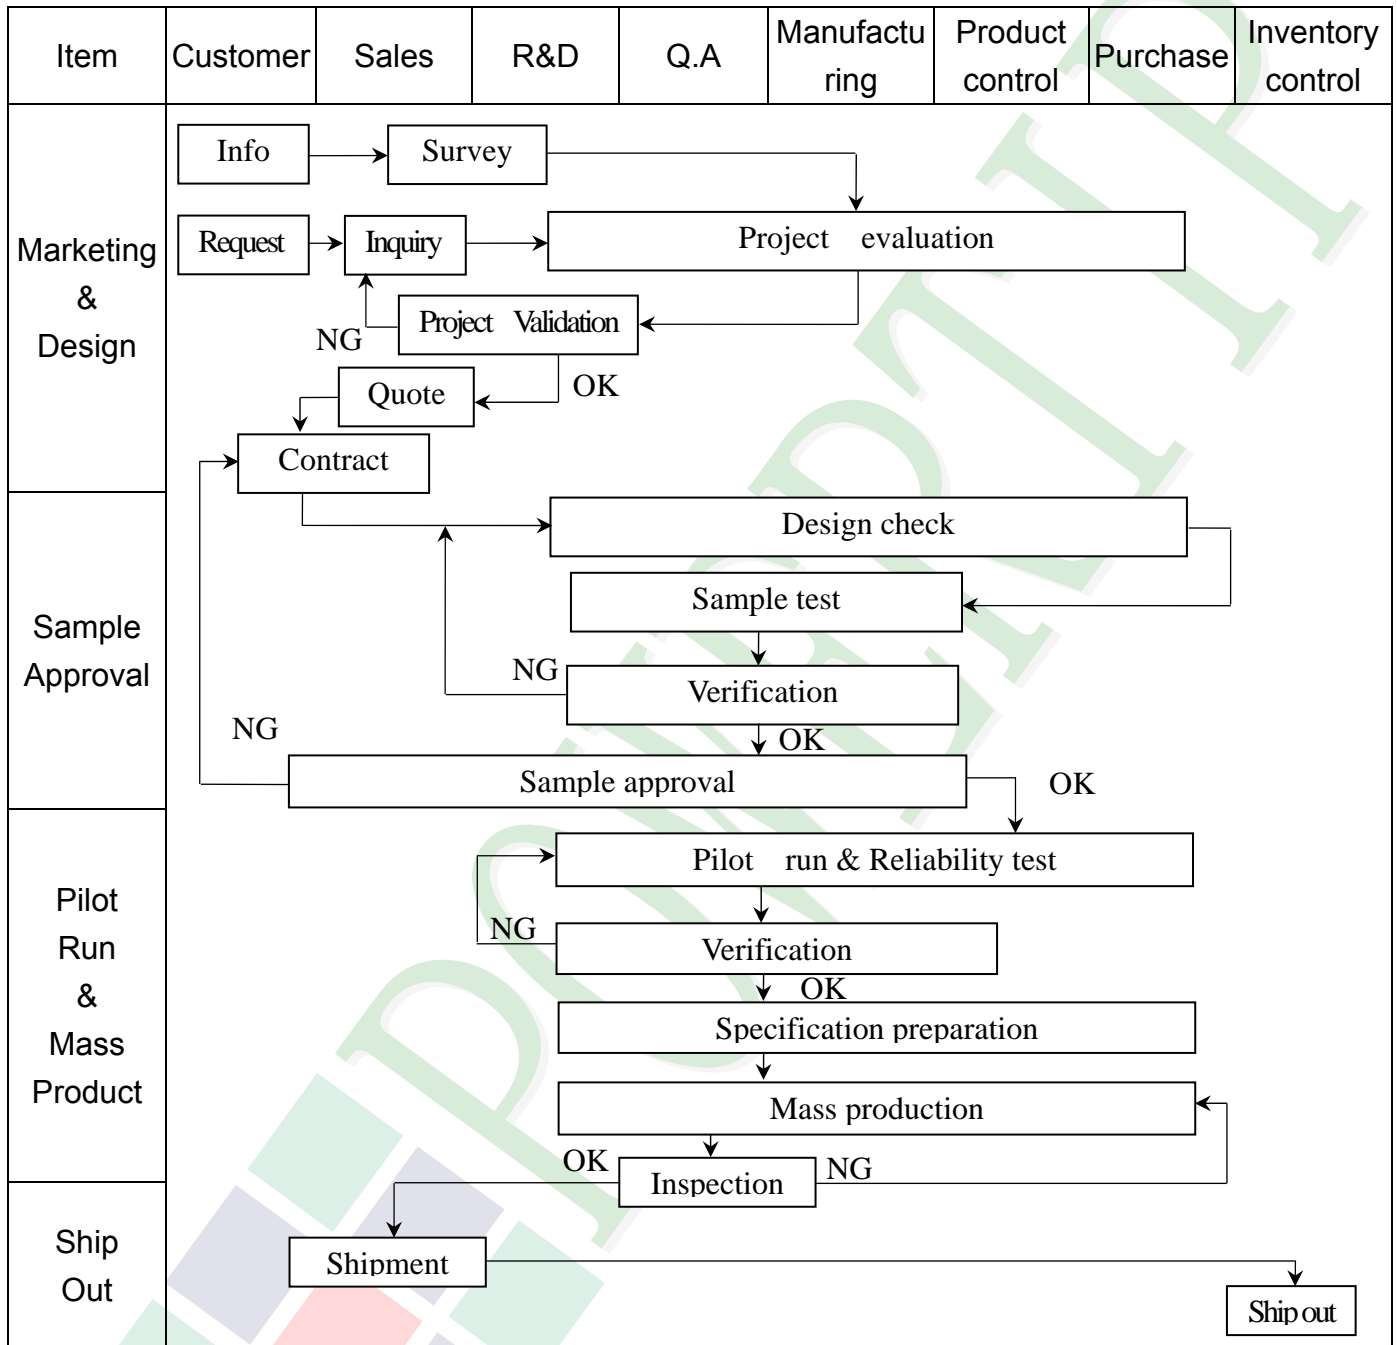 Item
Customer
Sales
R&D
Q.A
Manufactu
ring
Product
control
Purchase
Inventory
control
Marketing
&
Design
Info
Survey
Request
Inquiry
Project evaluation
NG
Project Validation
Quote
OK
Contract
Sample
Approval
Design check
Sample test
NG
Verification
NG
OK
Sample approval
OK
Pilot
Run
&
Mass
Product
Pilot run & Reliability test
NG
Verification
OK
Specification preparation
Mass production
OK
Inspection
NG
Ship
Out
Shipment
Ship out
POWERTIP